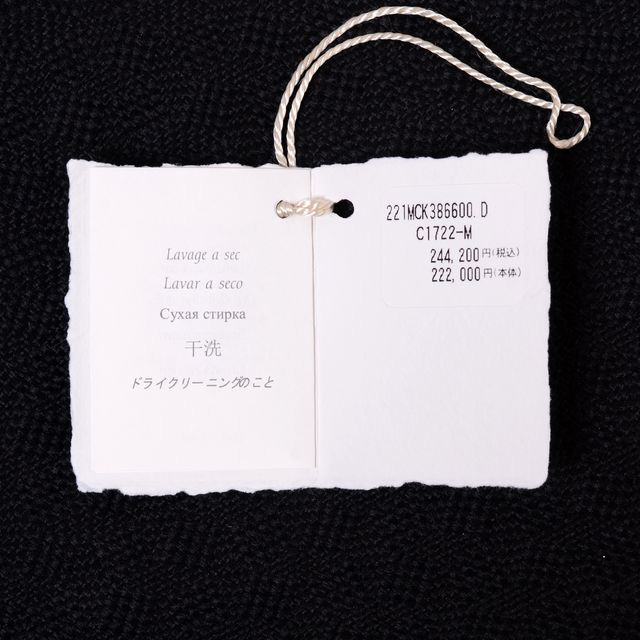 Lavage a sec
Lavar a seco
Сухая стирка
干洗
ドライクリーニングのこと
221MCK386600.D
C1722-M
244,200円(税込)
222,000円(本体)